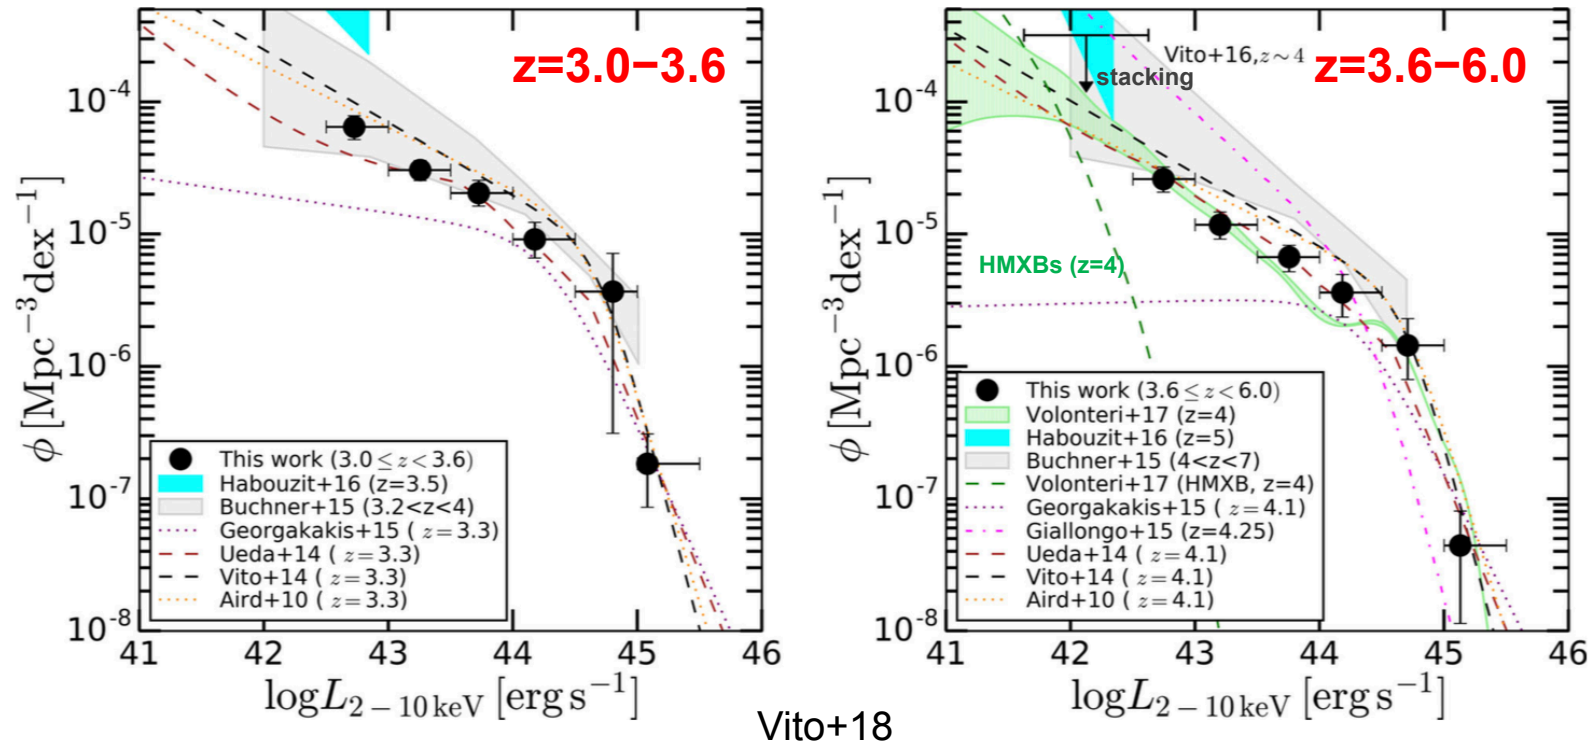 z=3.0−3.6
10⁻⁴
10⁻⁵
10⁻⁶
10⁻⁷
10⁻⁸
ϕ [Mpc⁻³dex⁻¹]
This work (3.0 ≤ z < 3.6)
Habouzit+16 (z=3.5)
Buchner+15 (3.2<z<4)
Georgakakis+15 ( z=3.3)
Ueda+14 ( z=3.3)
Vito+14 ( z=3.3)
Aird+10 ( z=3.3)
41 42 43 44 45 46
logL₂₋₁₀ ₖₑᵥ [erg s⁻¹]
z=3.6−6.0
Vito+16, z∼4
stacking
HMXBs (z=4)
10⁻⁴
10⁻⁵
10⁻⁶
10⁻⁷
10⁻⁸
ϕ [Mpc⁻³dex⁻¹]
This work (3.6 ≤ z < 6.0)
Volonteri+17 (z=4)
Habouzit+16 (z=5)
Buchner+15 (4<z<7)
Volonteri+17 (HMXB, z=4)
Georgakakis+15 ( z=4.1)
Giallongo+15 (z=4.25)
Ueda+14 ( z=4.1)
Vito+14 ( z=4.1)
Aird+10 ( z=4.1)
41 42 43 44 45 46
logL₂₋₁₀ ₖₑᵥ [erg s⁻¹]
Vito+18